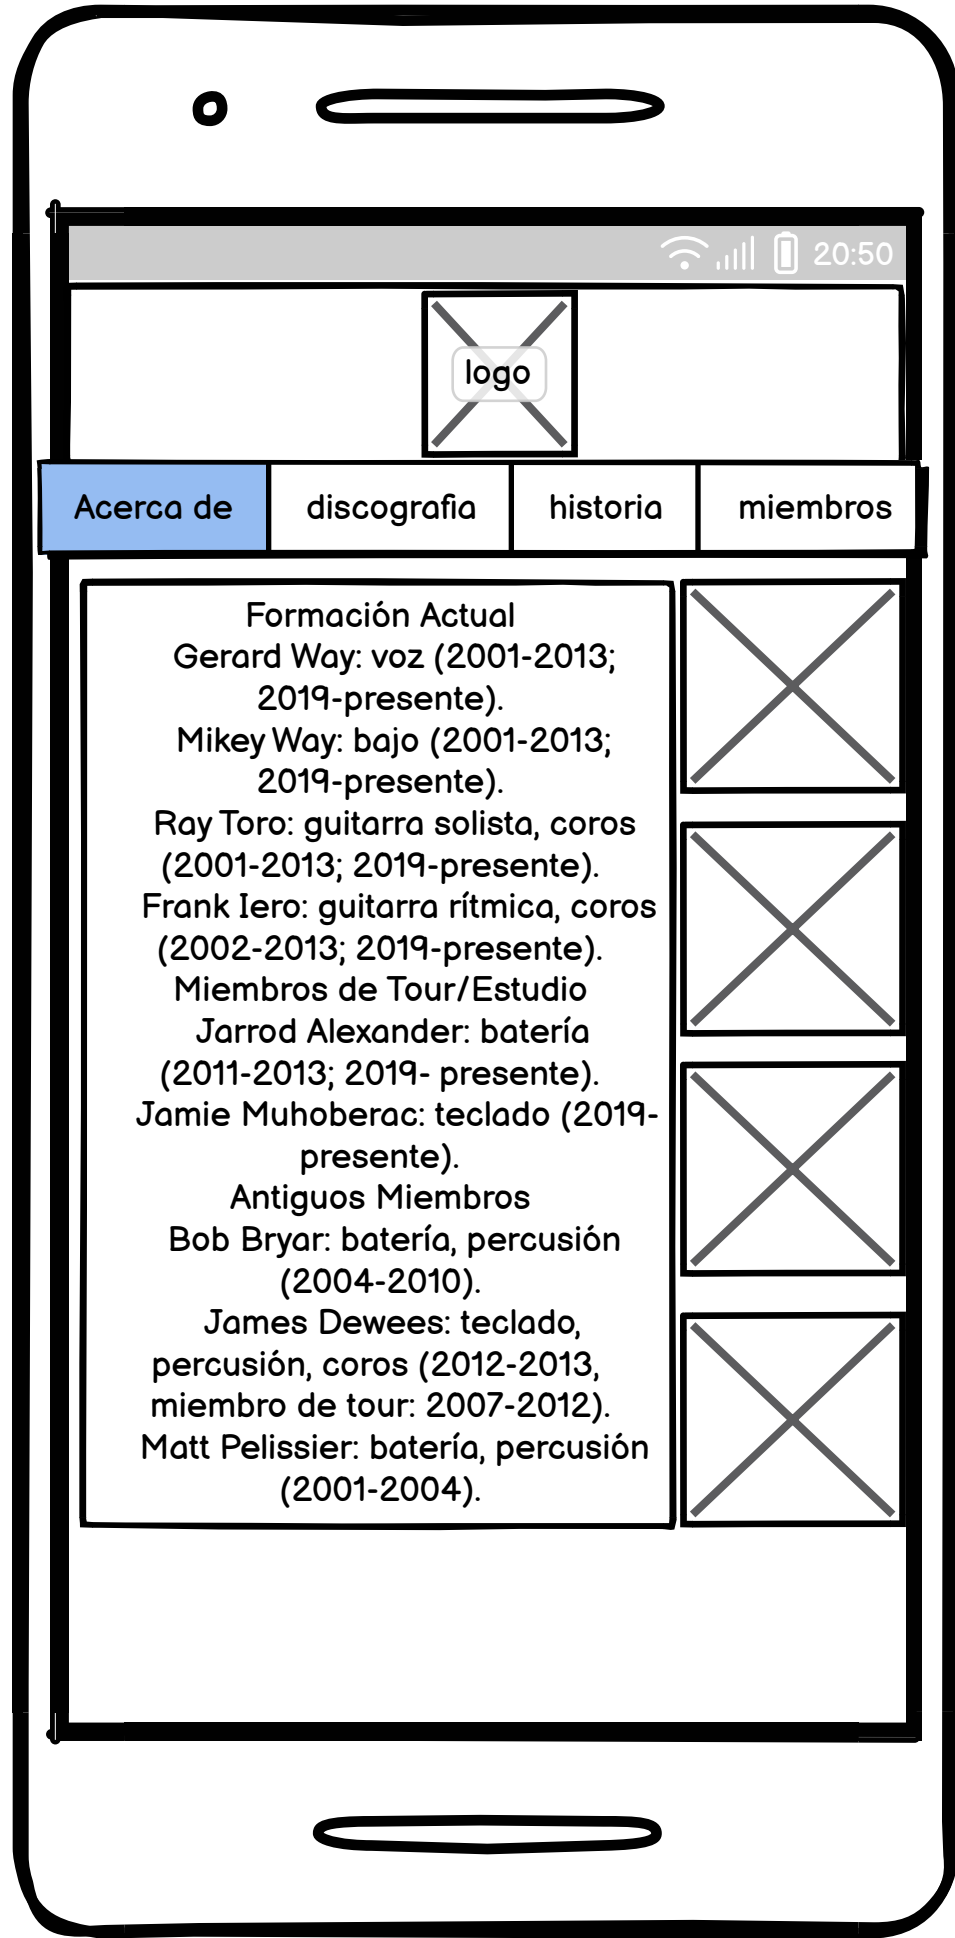 20:50
logo
Acerca de
discografia
historia
miembros
Formación Actual
Gerard Way: voz (2001-2013;
2019-presente).
Mikey Way: bajo (2001-2013;
2019-presente).
Ray Toro: guitarra solista, coros
(2001-2013; 2019-presente).
Frank Iero: guitarra rítmica, coros
(2002-2013; 2019-presente).
Miembros de Tour/Estudio
Jarrod Alexander: batería
(2011-2013; 2019- presente).
Jamie Muhoberac: teclado (2019-
presente).
Antiguos Miembros
Bob Bryar: batería, percusión
(2004-2010).
James Dewees: teclado,
percusión, coros (2012-2013,
miembro de tour: 2007-2012).
Matt Pelissier: batería, percusión
(2001-2004).